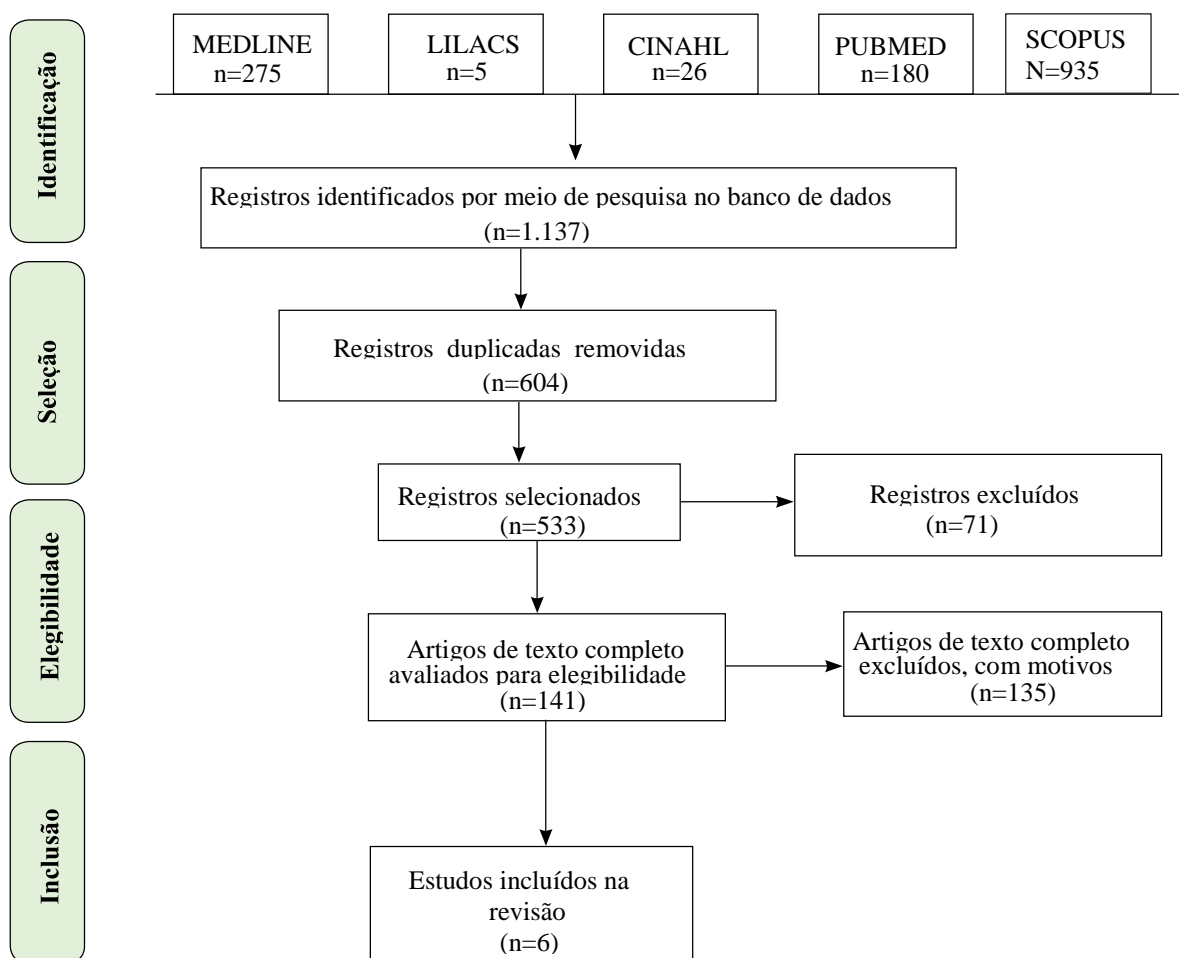 MEDLINE
n=275
LILACS
n=5
CINAHL
n=26
PUBMED
n=180
SCOPUS
N=935
Identificação
Registros identificados por meio de pesquisa no banco de dados
(n=1.137)
Seleção
Registros duplicadas removidas
(n=604)
Registros selecionados
(n=533)
Registros excluídos
(n=71)
Elegibilidade
Artigos de texto completo
avaliados para elegibilidade
(n=141)
Artigos de texto completo
excluídos, com motivos
(n=135)
Inclusão
Estudos incluídos na
revisão
(n=6)